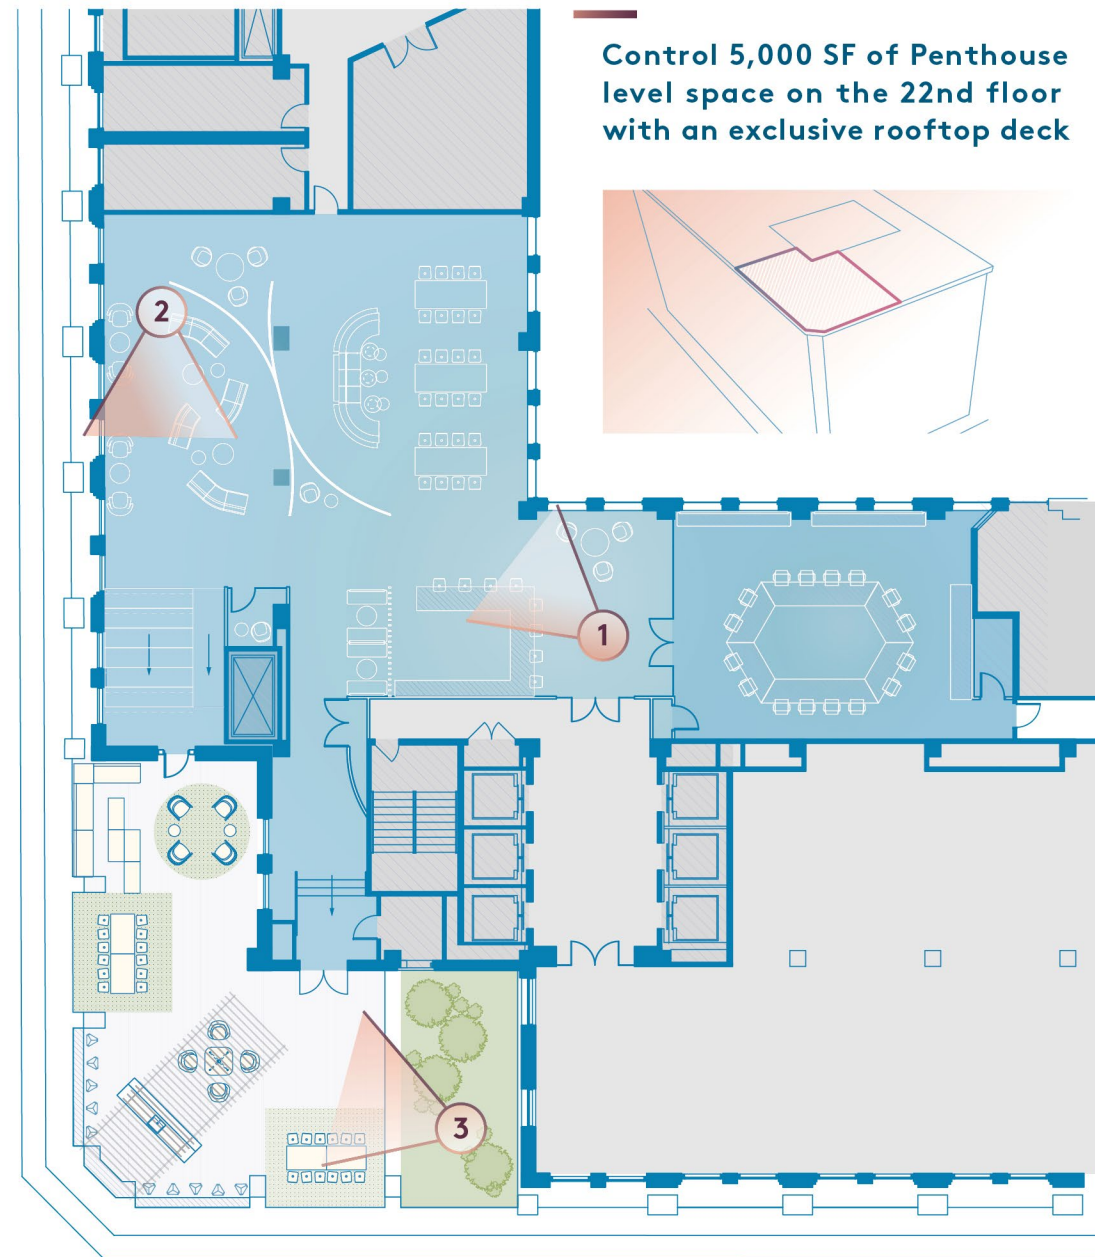 Control 5,000 SF of Penthouse
level space on the 22nd floor
with an exclusive rooftop deck
2
1
3